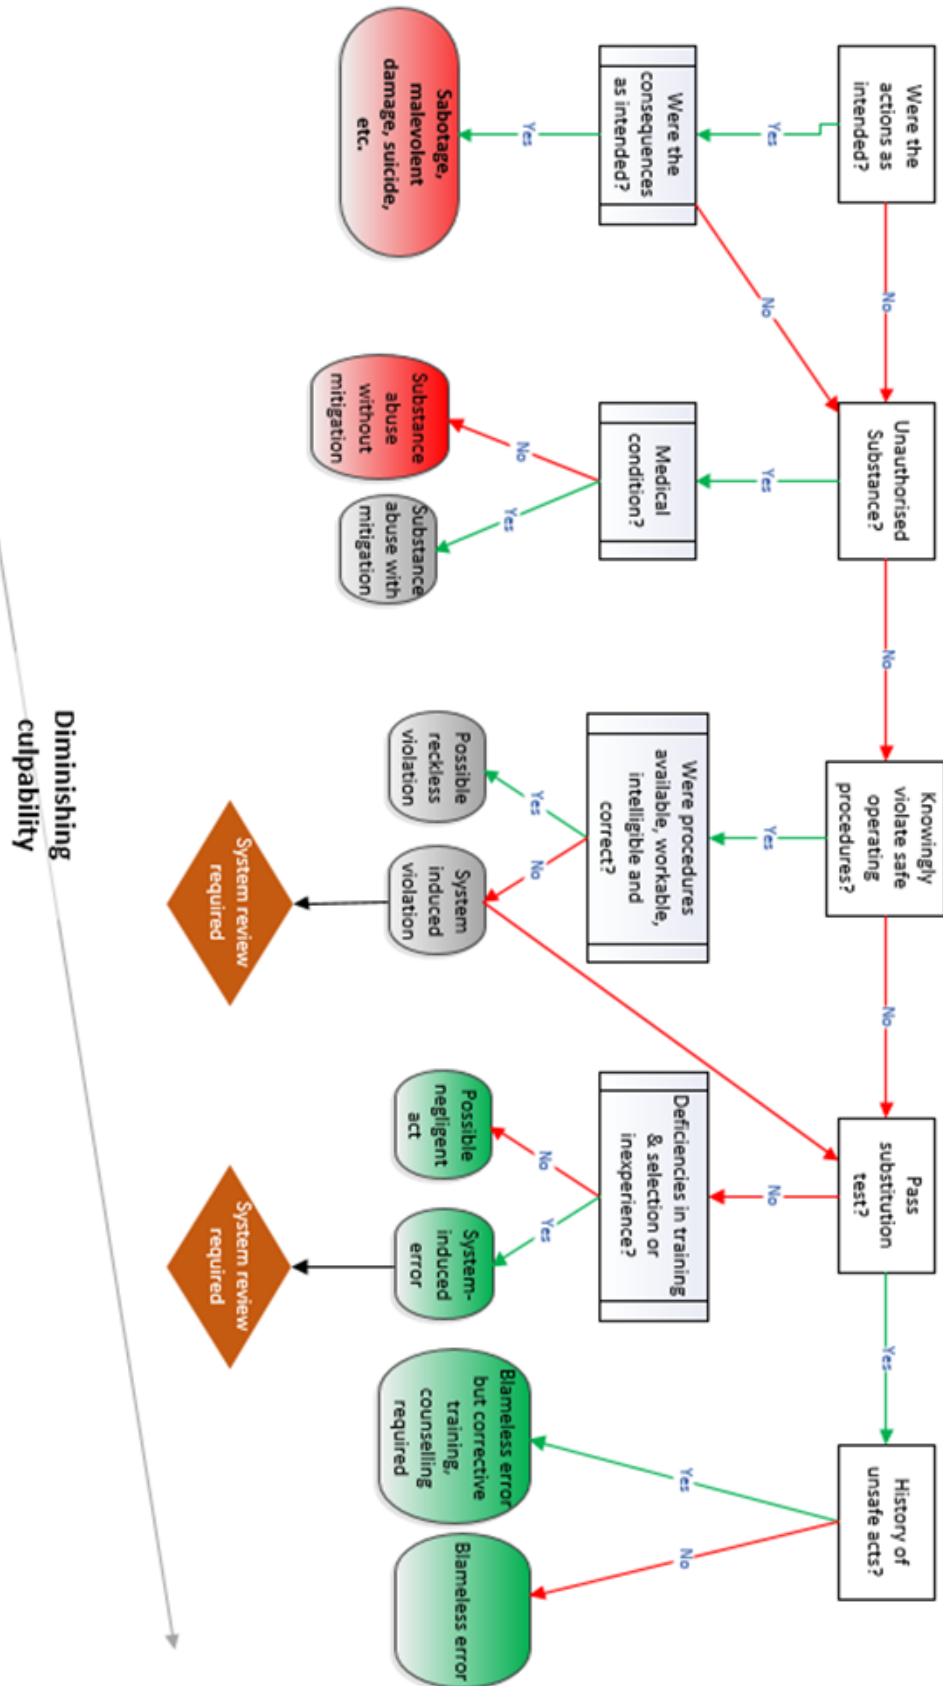 Were the
actions as
intended?
No
Unauthorised
Substance?
No
Knowingly
violate safe
operating
procedures?
No
Pass
substitution
test?
Yes
History of
unsafe acts?
Yes
No
Yes
Yes
No
Yes
No
Were the
consequences
as intended?
Medical
condition?
Were procedures
available, workable,
intelligible and
correct?
Deficiencies in training
& selection or
inexperience?
Yes
No
Yes
Yes
No
No
Yes
Sabotage,
malevolent
damage, suicide,
etc.
Substance
abuse
without
mitigation
Substance
abuse with
mitigation
Possible
reckless
violation
System
induced
violation
Possible
negligent
act
System-
induced
error
Blameless error
but corrective
training,
counselling
required
Blameless error
System review
required
System review
required
Diminishing
culpability